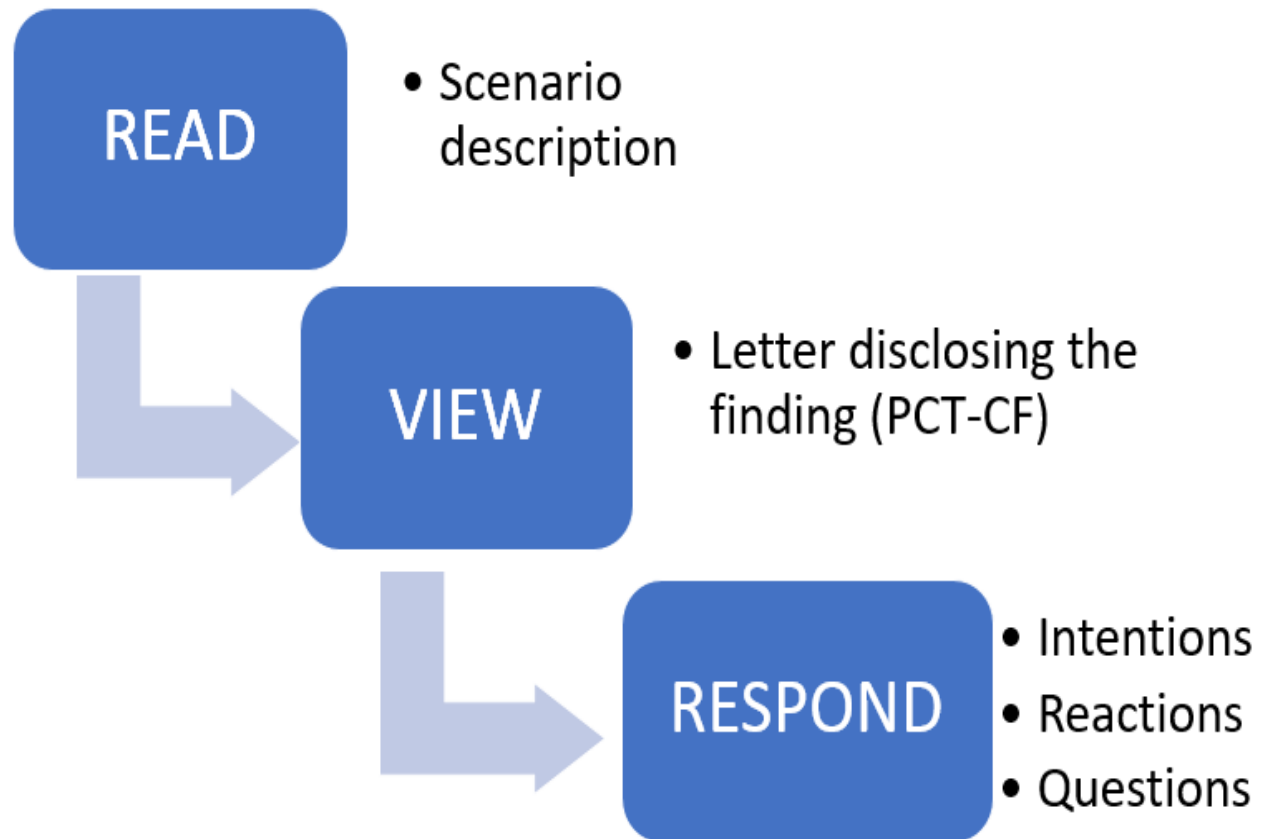 READ
• Scenario
description
VIEW
• Letter disclosing the
finding (PCT-CF)
RESPOND
• Intentions
• Reactions
• Questions